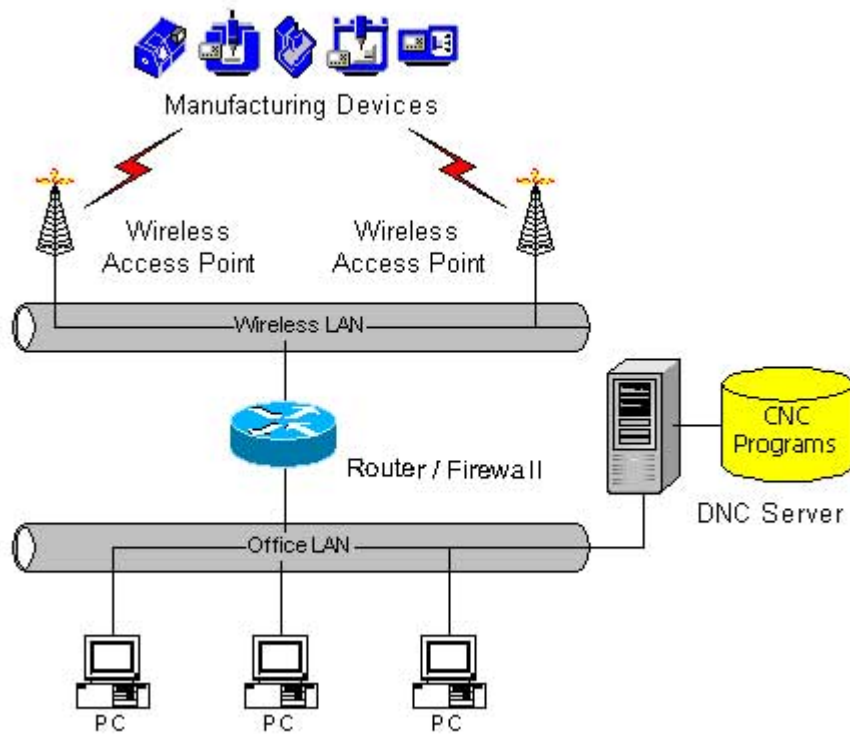 Manufacturing Devices
Wireless
Access Point
Wireless
Access Point
Wireless LAN
CNC
Programs
Router / Firewall
DNC Server
Office LAN
PC
PC
PC